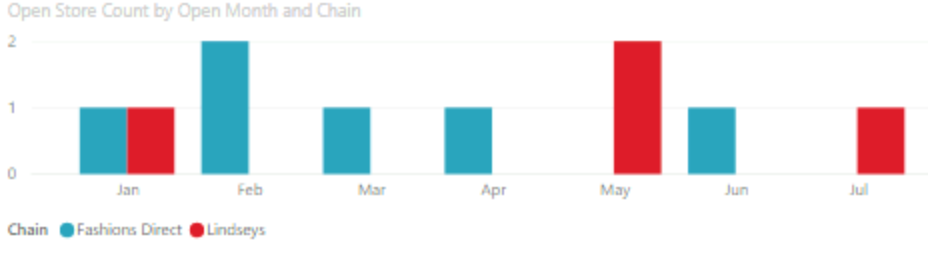 Open Store Count by Open Month and Chain
2
1
0
Jan Feb Mar Apr May Jun Jul
Chain Fashions Direct Lindseys